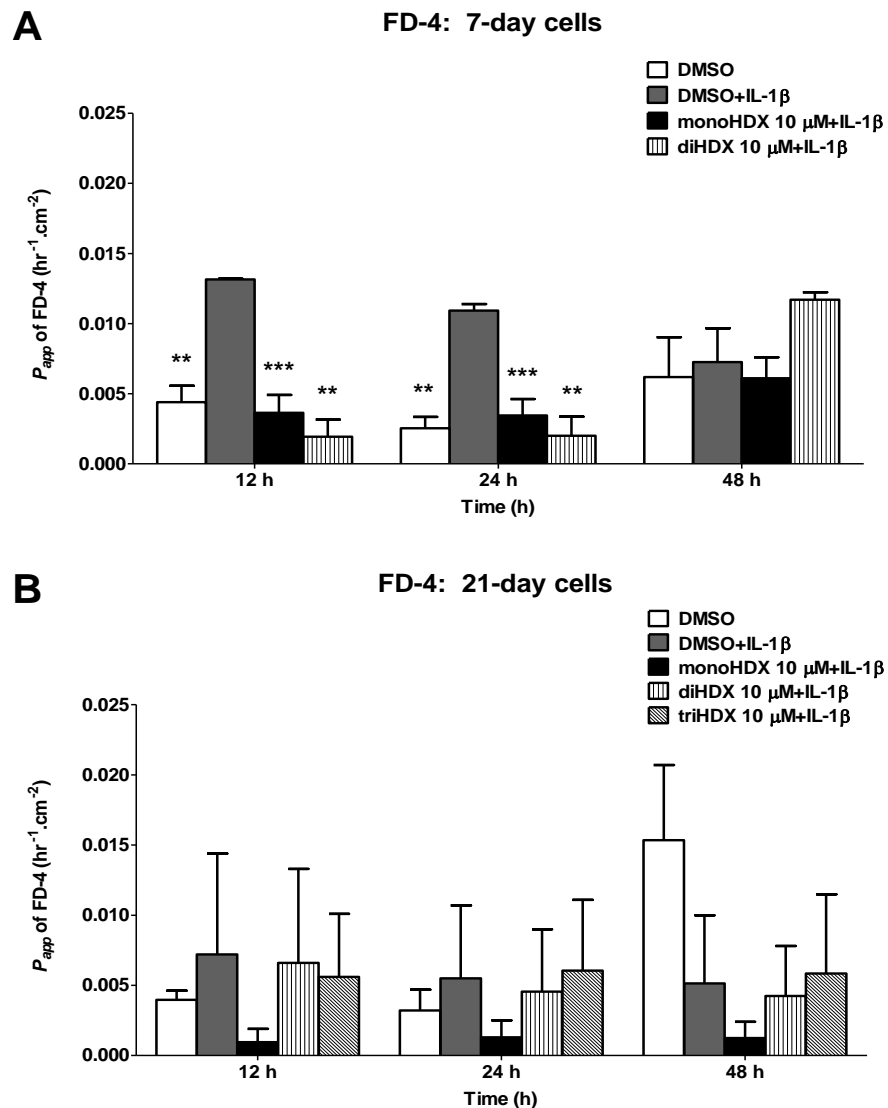 A
FD-4: 7-day cells
DMSO
DMSO+IL-1β
monoHDX 10 μM+IL-1β
diHDX 10 μM+IL-1β
0.025
0.020
0.015
0.010
0.005
0.000
P_app of FD-4 (hr⁻¹.cm⁻²)
** *** ** ** *** **
12 h 24 h 48 h
Time (h)
B
FD-4: 21-day cells
DMSO
DMSO+IL-1β
monoHDX 10 μM+IL-1β
diHDX 10 μM+IL-1β
triHDX 10 μM+IL-1β
0.025
0.020
0.015
0.010
0.005
0.000
P_app of FD-4 (hr⁻¹.cm⁻²)
12 h 24 h 48 h
Time (h)